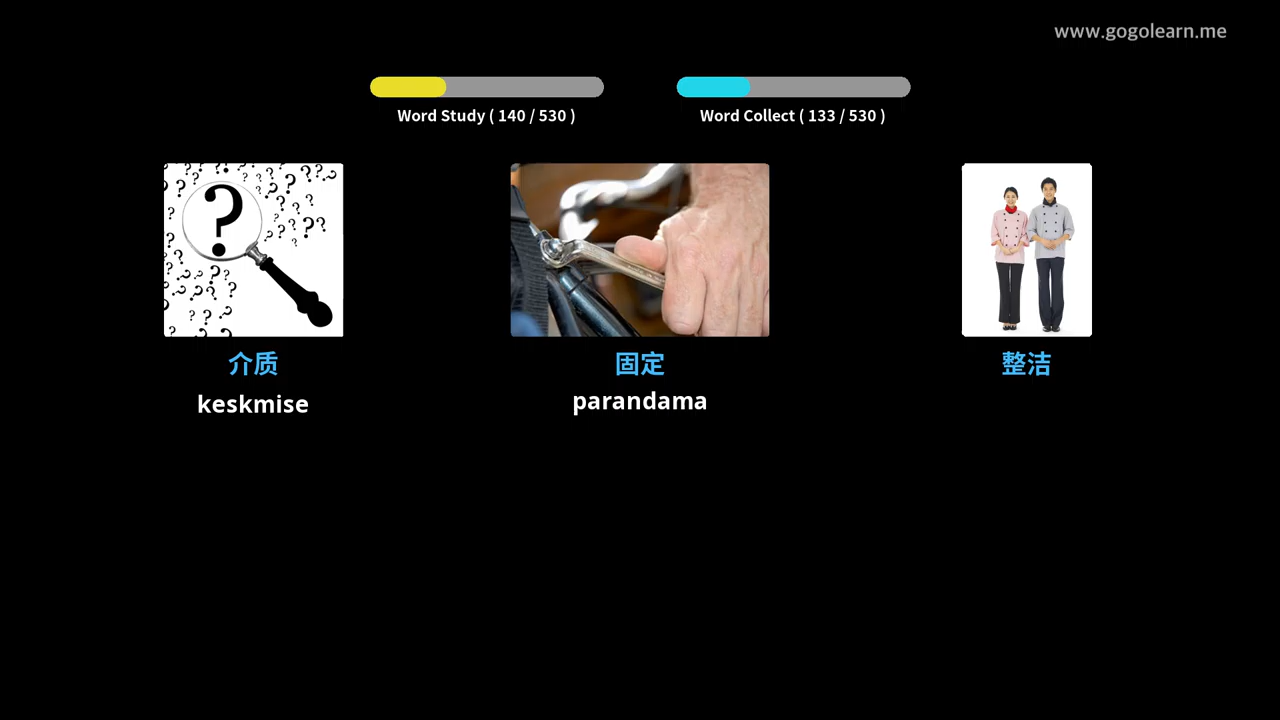 www.gogolearn.me
Word Study ( 140 / 530 )
Word Collect ( 133 / 530 )
介质
keskmise
固定
parandama
整洁